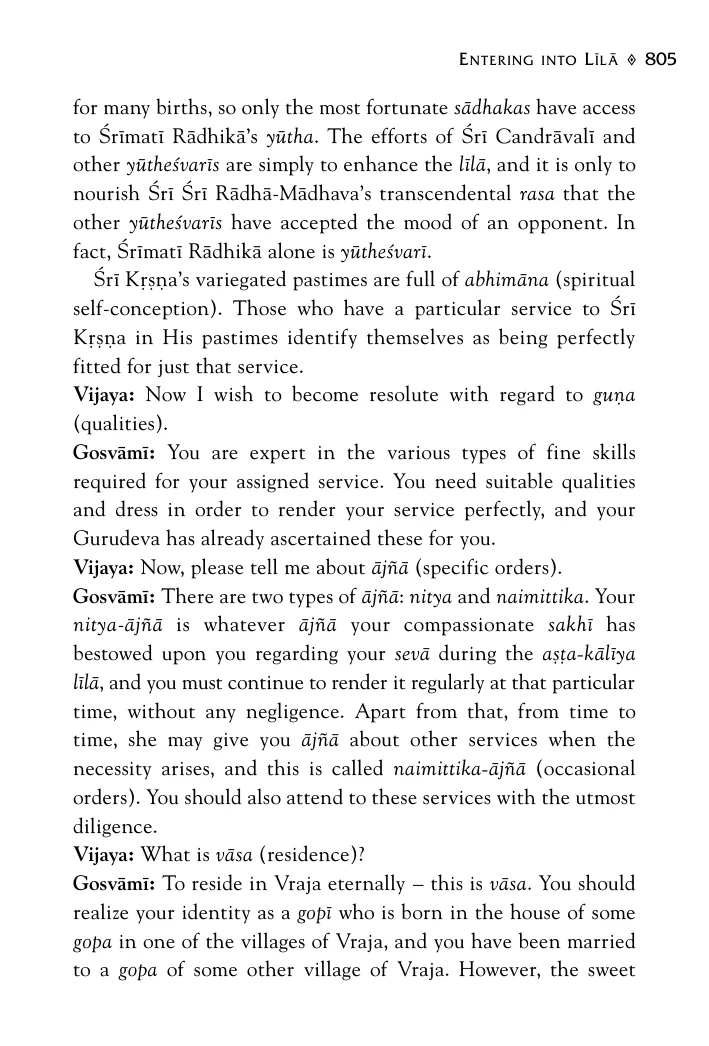 Entering into Līlā ◊ 805
for many births, so only the most fortunate sādhakas have access
to Śrīmatī Rādhikā’s yūtha. The efforts of Śrī Candrāvalī and
other yūtheśvarīs are simply to enhance the līlā, and it is only to
nourish Śrī Śrī Rādhā-Mādhava’s transcendental rasa that the
other yūtheśvarīs have accepted the mood of an opponent. In
fact, Śrīmatī Rādhikā alone is yūtheśvarī.
Śrī Kṛṣṇa’s variegated pastimes are full of abhimāna (spiritual
self-conception). Those who have a particular service to Śrī
Kṛṣṇa in His pastimes identify themselves as being perfectly
fitted for just that service.
Vijaya: Now I wish to become resolute with regard to guṇa
(qualities).
Gosvāmī: You are expert in the various types of fine skills
required for your assigned service. You need suitable qualities
and dress in order to render your service perfectly, and your
Gurudeva has already ascertained these for you.
Vijaya: Now, please tell me about ājñā (specific orders).
Gosvāmī: There are two types of ājñā: nitya and naimittika. Your
nitya-ājñā is whatever ājñā your compassionate sakhī has
bestowed upon you regarding your sevā during the aṣṭa-kālīya
līlā, and you must continue to render it regularly at that particular
time, without any negligence. Apart from that, from time to
time, she may give you ājñā about other services when the
necessity arises, and this is called naimittika-ājñā (occasional
orders). You should also attend to these services with the utmost
diligence.
Vijaya: What is vāsa (residence)?
Gosvāmī: To reside in Vraja eternally – this is vāsa. You should
realize your identity as a gopī who is born in the house of some
gopa in one of the villages of Vraja, and you have been married
to a gopa of some other village of Vraja. However, the sweet